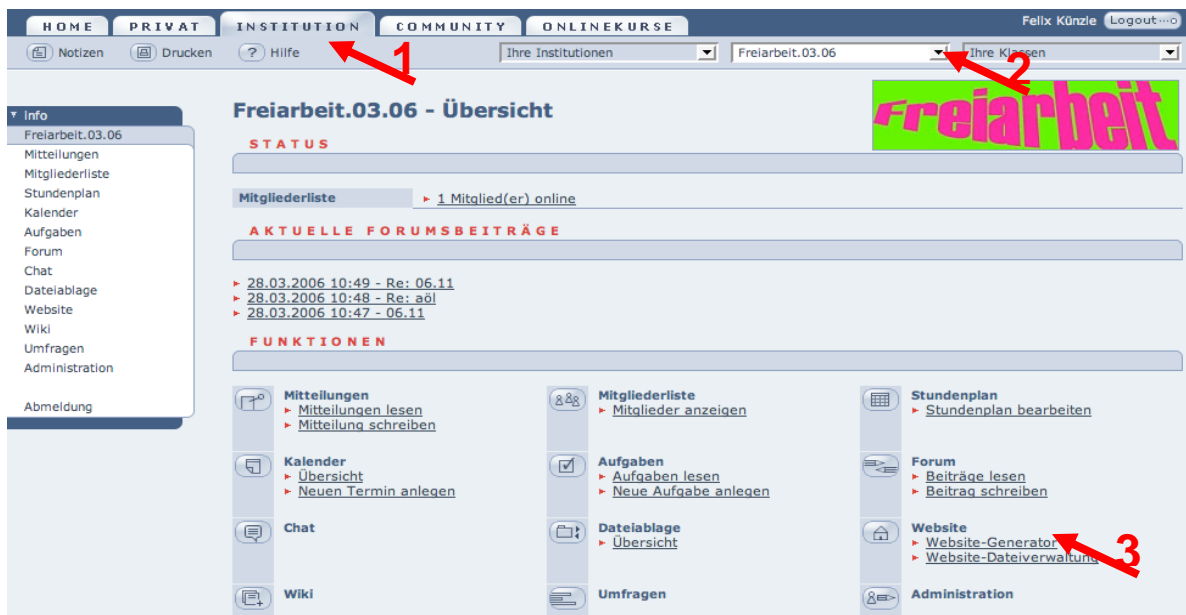 HOME PRIVAT INSTITUTION COMMUNITY ONLINEKURSE Felix Künzle Logout
Notizen Drucken ? Hilfe 1 Ihre Institutionen Freiarbeit.03.06 2 Ihre Klassen
Info
Freiarbeit.03.06
Mitteilungen
Mitgliederliste
Stundenplan
Kalender
Aufgaben
Forum
Chat
Dateiablage
Website
Wiki
Umfragen
Administration
Abmeldung
Freiarbeit.03.06 - Übersicht
Freiarbeit
STATUS
Mitgliederliste 1 Mitglied(er) online
AKTUELLE FORUMSBEITRÄGE
28.03.2006 10:49 - Re: 06.11
28.03.2006 10:48 - Re: aöl
28.03.2006 10:47 - 06.11
FUNKTIONEN
Mitteilungen
Mitteilungen lesen
Mitteilung schreiben
Mitgliederliste
Mitglieder anzeigen
Stundenplan
Stundenplan bearbeiten
Kalender
Übersicht
Neuen Termin anlegen
Aufgaben
Aufgaben lesen
Neue Aufgabe anlegen
Forum
Beiträge lesen
Beitrag schreiben
Chat
Dateiablage
Übersicht
Website
Website-Generator
Website-Dateiverwaltung
3
Wiki
Umfragen
Administration